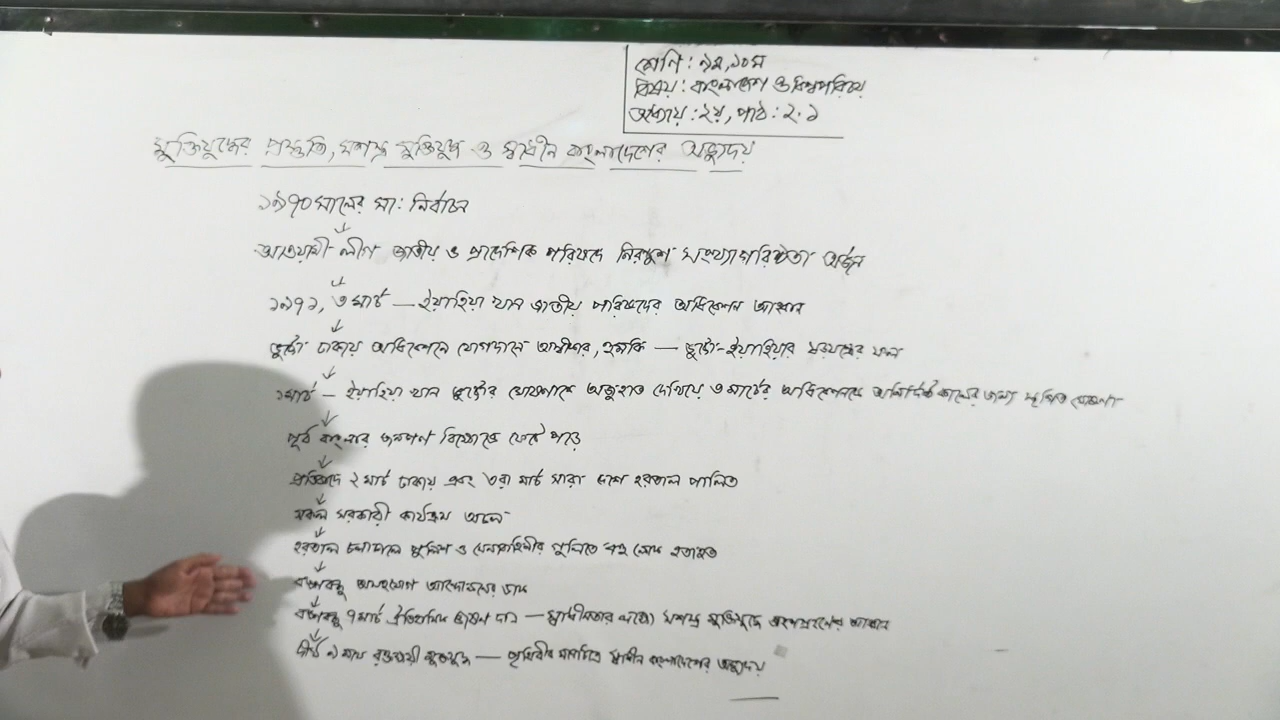 শ্রেণি : ৯ম, ১০ম
বিষয় : বাংলাদেশ ও বিশ্বপরিচয়
অধ্যায় : ২য়, পাঠ : ২.১
মুক্তিযুদ্ধের প্রস্তুতি, সশস্ত্র মুক্তিযুদ্ধ ও স্বাধীন বাংলাদেশের অভ্যুদয়
১৯৭০ সালের সা: নির্বাচন
আওয়ামী লীগ জাতীয় ও প্রাদেশিক পরিষদে নিরঙ্কুশ সংখ্যাগরিষ্ঠতা অর্জন
১৯৭১, ৩ মার্চ — ইয়াহিয়া খান জাতীয় পরিষদের অধিবেশন আহ্বান
ভুট্টো ঢাকায় অধিবেশনে যোগদানে অস্বীকার, হুমকি — ভুট্টো-ইয়াহিয়ার ষড়যন্ত্রের ফল
১ মার্চ – ইয়াহিয়া খান ভুট্টোর ঘোষণাকে অজুহাত দেখিয়ে ৩ মার্চের অধিবেশনকে অনির্দিষ্ট কালের জন্য স্থগিত ঘোষণা
পূর্ব বাংলার জনগণ বিক্ষোভে ফেটে পড়ে
প্রতিবাদে ২ মার্চ ঢাকায় এবং ৩রা মার্চ সারা দেশে হরতাল পালিত
সকল সরকারী কার্যক্রম অচল
হরতাল চলাকালে পুলিশ ও সেনাবাহিনীর গুলিতে বহু লোক হতাহত
বঙ্গবন্ধু অসহযোগ আন্দোলনের ডাক
বঙ্গবন্ধু ৭ মার্চ ঐতিহাসিক ভাষণ দান — স্বাধীনতার লক্ষ্যে সশস্ত্র মুক্তিযুদ্ধে অংশগ্রহণের আহ্বান
দীর্ঘ ৯ মাস রক্তক্ষয়ী মুক্তিযুদ্ধ — পৃথিবীর মানচিত্রে স্বাধীন বাংলাদেশের অভ্যুদয়